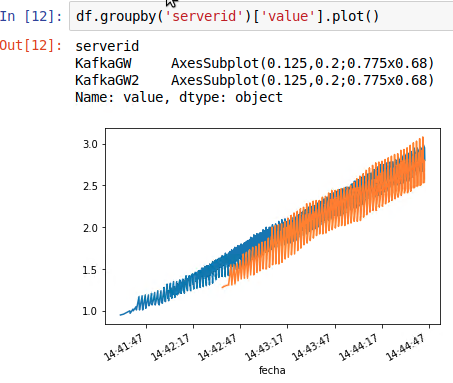 In [12]: df.groupby('serverid')['value'].plot()
Out[12]: serverid
KafkaGW AxesSubplot(0.125,0.2;0.775x0.68)
KafkaGW2 AxesSubplot(0.125,0.2;0.775x0.68)
Name: value, dtype: object
3.0
2.5
2.0
1.5
1.0
14:41:47 14:42:17 14:42:47 14:43:17 14:43:47 14:44:17 14:44:47
fecha